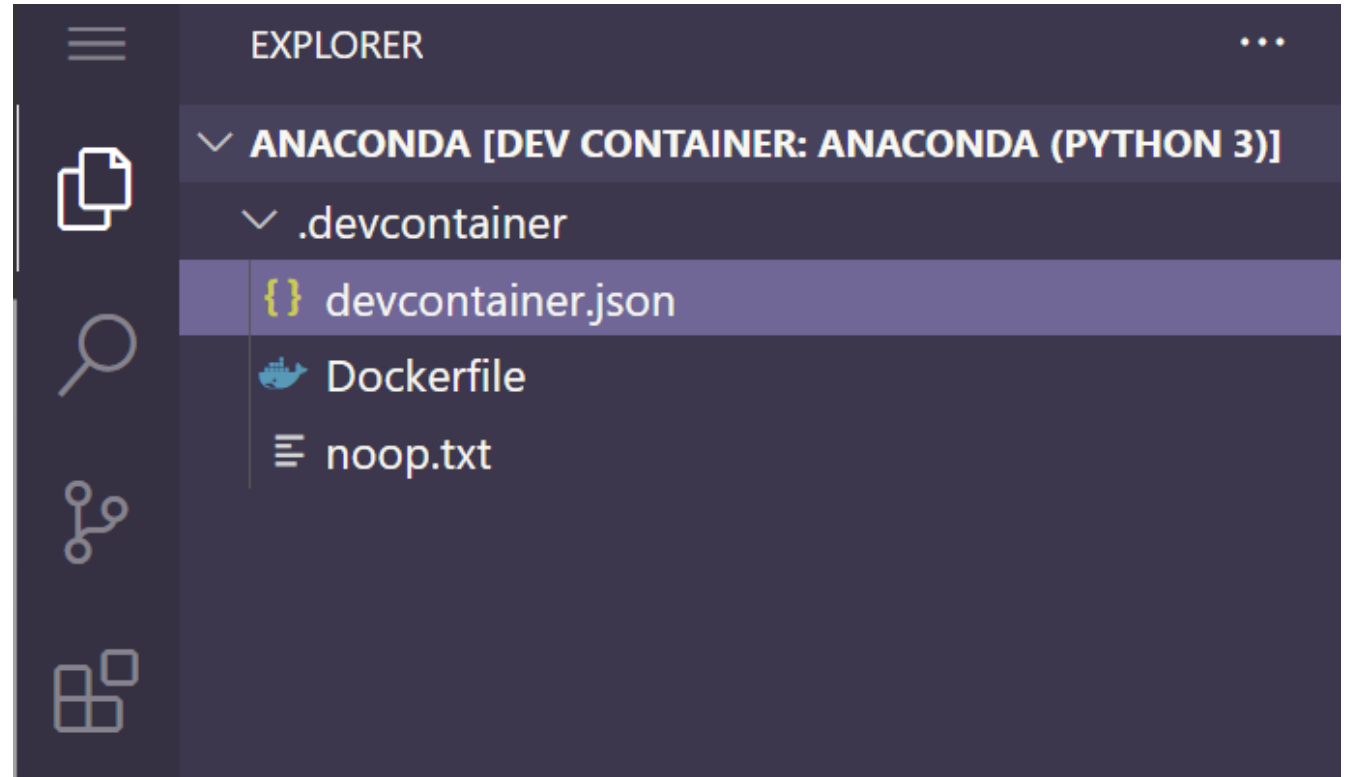 EXPLORER
ANACONDA [DEV CONTAINER: ANACONDA (PYTHON 3)]
.devcontainer
{} devcontainer.json
Dockerfile
noop.txt